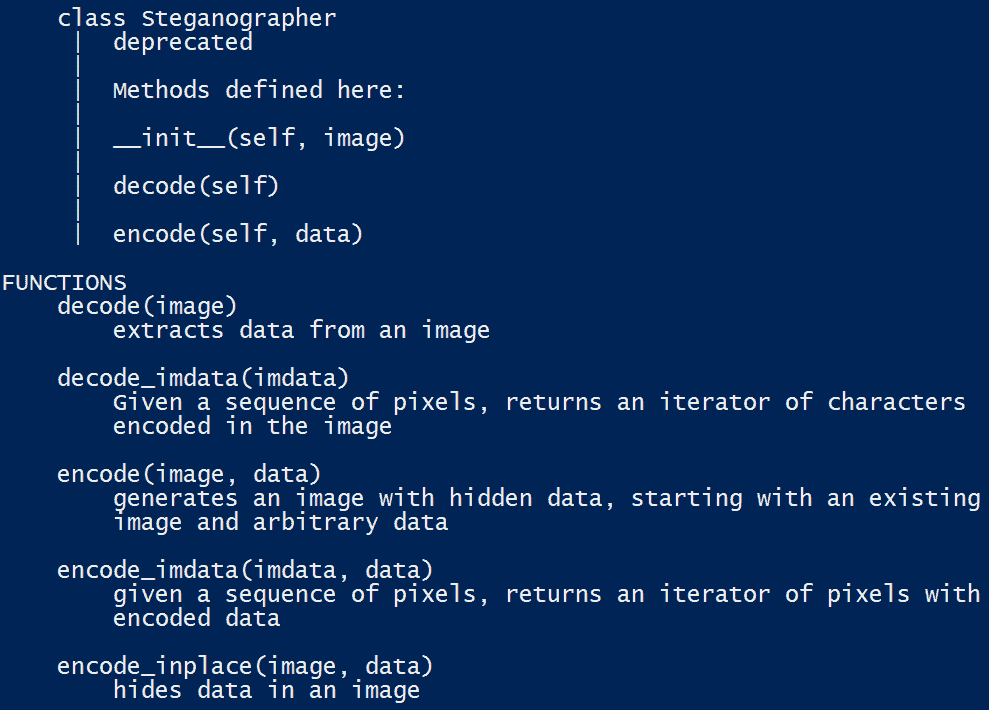 class Steganographer
 |  deprecated
 |
 |  Methods defined here:
 |
 |  __init__(self, image)
 |
 |  decode(self)
 |
 |  encode(self, data)
FUNCTIONS
decode(image)
extracts data from an image
decode_imdata(imdata)
Given a sequence of pixels, returns an iterator of characters
encoded in the image
encode(image, data)
generates an image with hidden data, starting with an existing
image and arbitrary data
encode_imdata(imdata, data)
given a sequence of pixels, returns an iterator of pixels with
encoded data
encode_inplace(image, data)
hides data in an image